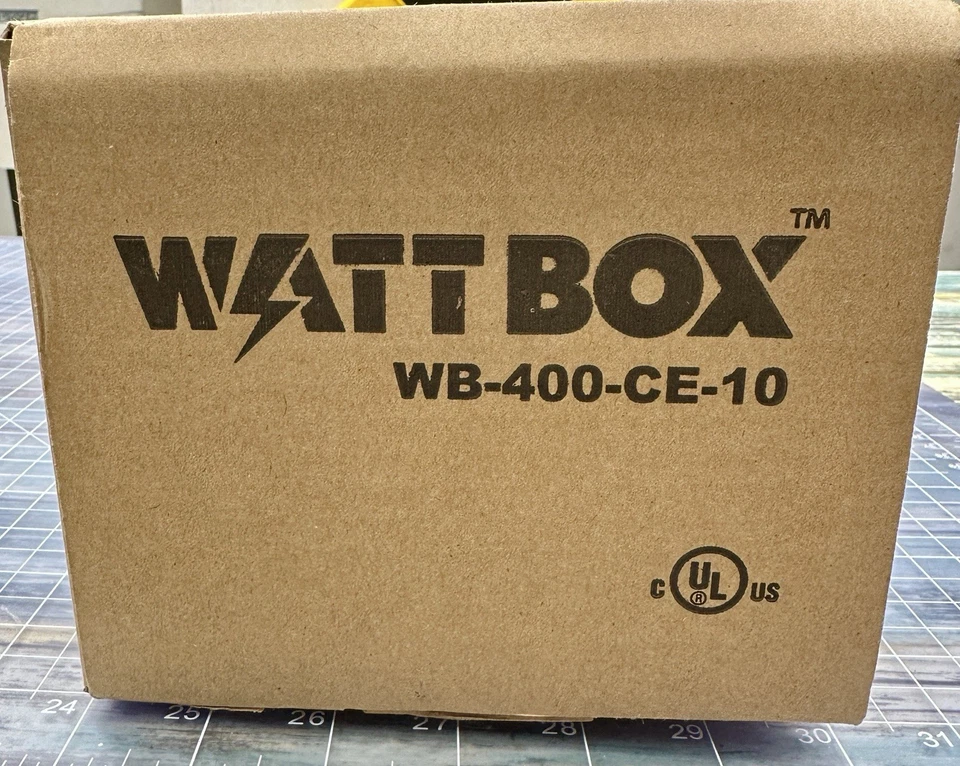 WATTBOX™
WB-400-CE-10
C UL® US
24 25 26 27 28 29 30 31